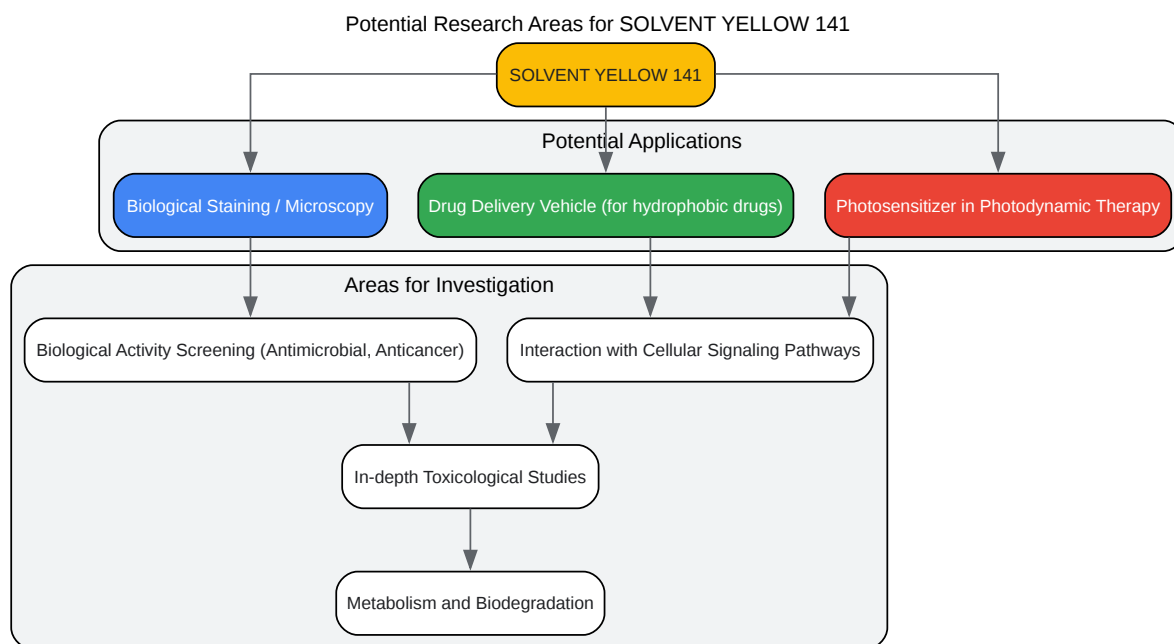 Potential Research Areas for SOLVENT YELLOW 141
SOLVENT YELLOW 141
Potential Applications
Biological Staining / Microscopy
Drug Delivery Vehicle (for hydrophobic drugs)
Photosensitizer in Photodynamic Therapy
Areas for Investigation
Biological Activity Screening (Antimicrobial, Anticancer)
Interaction with Cellular Signaling Pathways
In-depth Toxicological Studies
Metabolism and Biodegradation